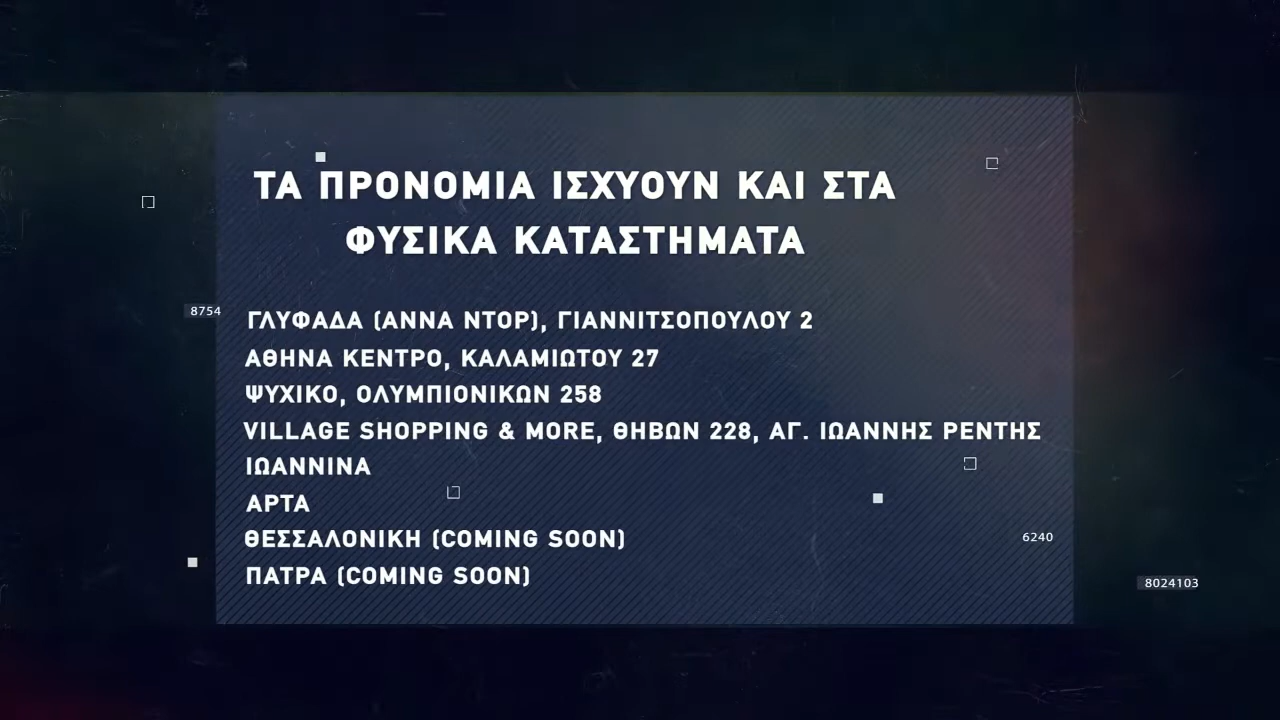 ΤΑ ΠΡΟΝΟΜΙΑ ΙΣΧΥΟΥΝ ΚΑΙ ΣΤΑ
ΦΥΣΙΚΑ ΚΑΤΑΣΤΗΜΑΤΑ
8754
ΓΛΥΦΑΔΑ (ΑΝΝΑ ΝΤΟΡ), ΓΙΑΝΝΙΤΣΟΠΟΥΛΟΥ 2
ΑΘΗΝΑ ΚΕΝΤΡΟ, ΚΑΛΑΜΙΩΤΟΥ 27
ΨΥΧΙΚΟ, ΟΛΥΜΠΙΟΝΙΚΩΝ 258
VILLAGE SHOPPING & MORE, ΘΗΒΩΝ 228, ΑΓ. ΙΩΑΝΝΗΣ ΡΕΝΤΗΣ
ΙΩΑΝΝΙΝΑ
ΑΡΤΑ
ΘΕΣΣΑΛΟΝΙΚΗ (COMING SOON)
6240
ΠΑΤΡΑ (COMING SOON)
8024103